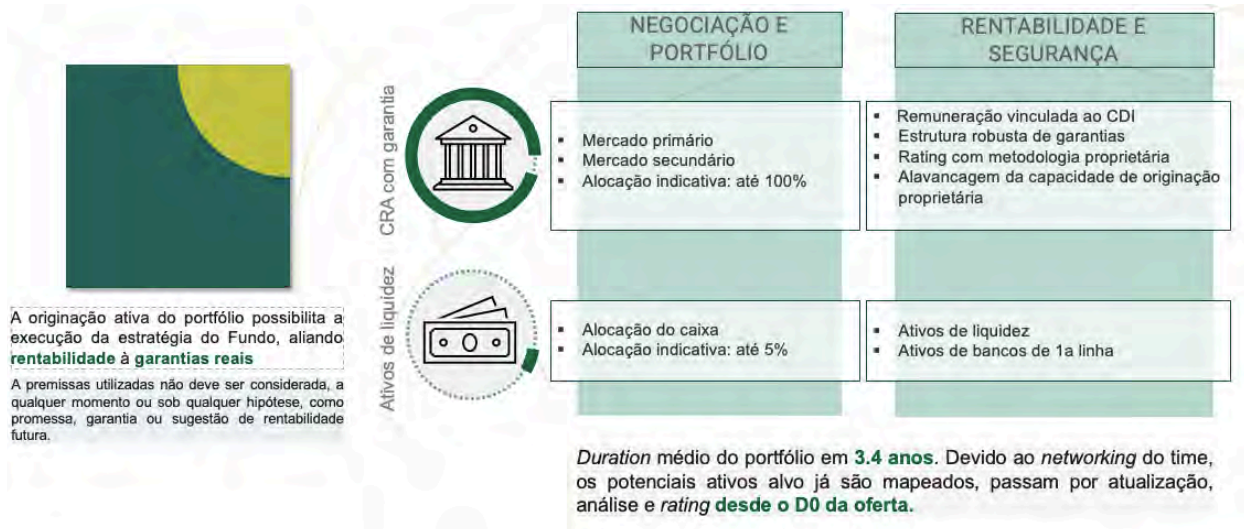 NEGOCIAÇÃO E
PORTFÓLIO
RENTABILIDADE E
SEGURANÇA
CRA com garantia
▪ Mercado primário
▪ Mercado secundário
▪ Alocação indicativa: até 100%
▪ Remuneração vinculada ao CDI
▪ Estrutura robusta de garantias
▪ Rating com metodologia proprietária
▪ Alavancagem da capacidade de originação
proprietária
Ativos de liquidez
▪ Alocação do caixa
▪ Alocação indicativa: até 5%
▪ Ativos de liquidez
▪ Ativos de bancos de 1a linha
A originação ativa do portfólio possibilita a
execução da estratégia do Fundo, aliando
rentabilidade à garantias reais
A premissas utilizadas não deve ser considerada, a
qualquer momento ou sob qualquer hipótese, como
promessa, garantia ou sugestão de rentabilidade
futura.
Duration médio do portfólio em 3.4 anos. Devido ao networking do time,
os potenciais ativos alvo já são mapeados, passam por atualização,
análise e rating desde o D0 da oferta.